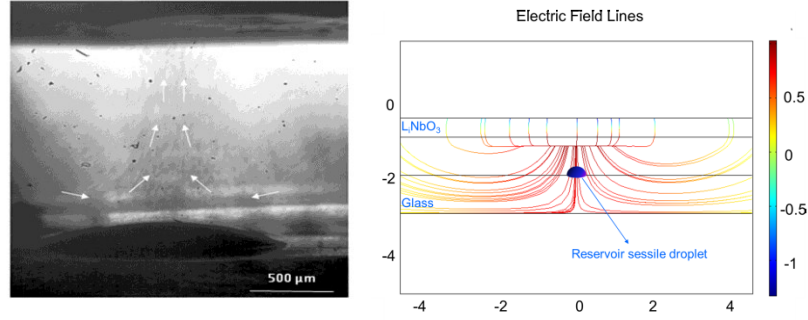 500 µm
Electric Field Lines
0
-2
-4
LiNbO3
Glass
Reservoir sessile droplet
-4
-2
0
2
4
0.5
0
-0.5
-1